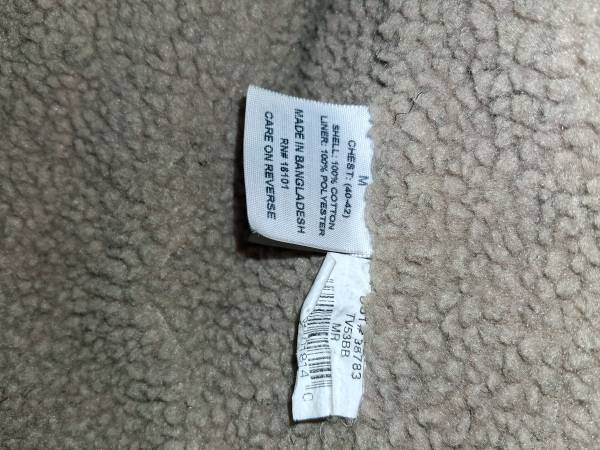 M
CHEST: (40-42)
SHELL: 100% COTTON
LINER: 100% POLYESTER
MADE IN BANGLADESH
RN# 16101
CARE ON REVERSE
38783
TV53BB
MR
C